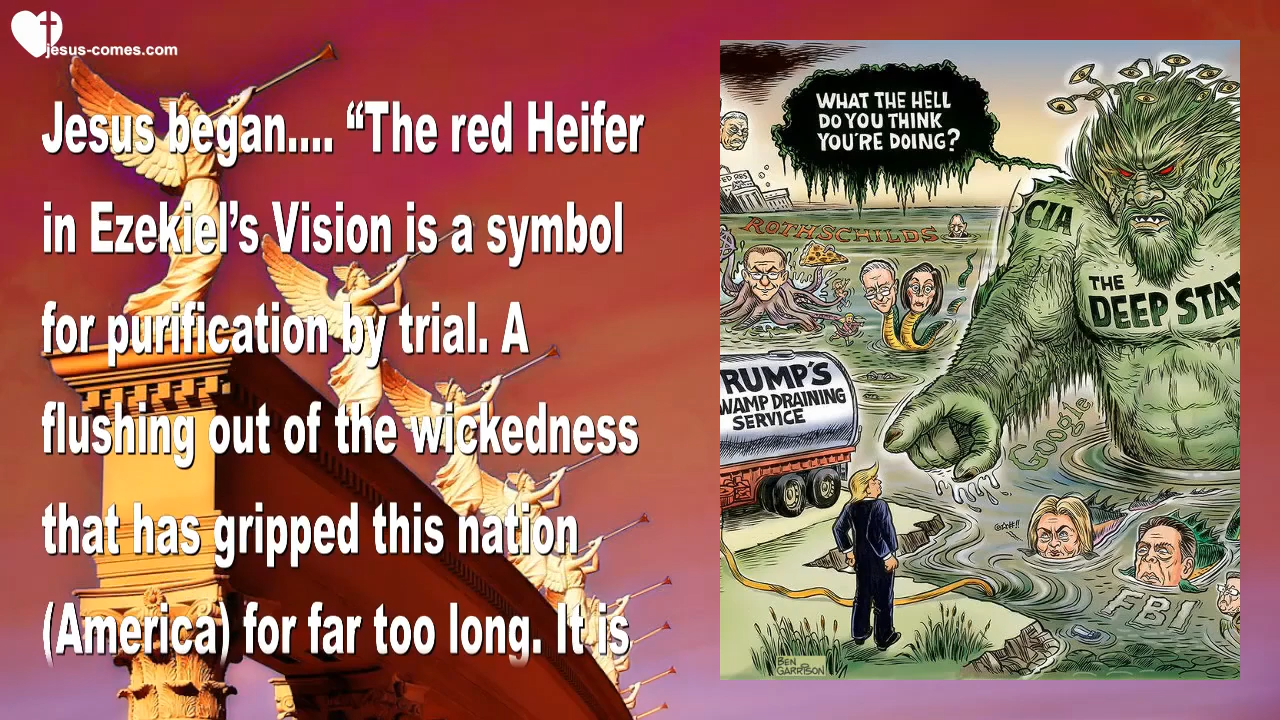 jesus-comes.com
Jesus began.... “The red Heifer
in Ezekiel’s Vision is a symbol
for purification by trial. A
flushing out of the wickedness
that has gripped this nation
(America) for far too long. It is
WHAT THE HELL
DO YOU THINK
YOU'RE DOING?
CIA
ROTHSCHILDS
THE
DEEP STAT
RUMP'S
WAMP DRAINING
SERVICE
Google
FBI
BEN
GARRISON